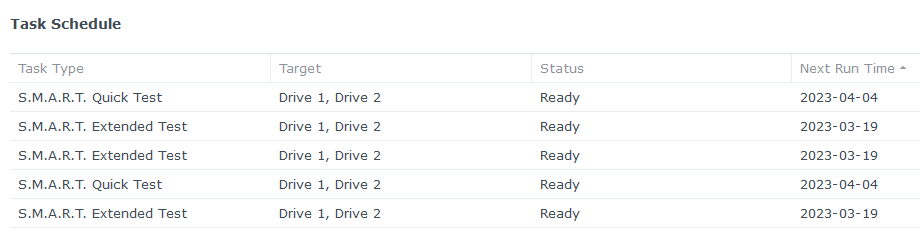 Task Schedule
Task Type Target Status Next Run Time
S.M.A.R.T. Quick Test Drive 1, Drive 2 Ready 2023-04-04
S.M.A.R.T. Extended Test Drive 1, Drive 2 Ready 2023-03-19
S.M.A.R.T. Extended Test Drive 1, Drive 2 Ready 2023-03-19
S.M.A.R.T. Quick Test Drive 1, Drive 2 Ready 2023-04-04
S.M.A.R.T. Extended Test Drive 1, Drive 2 Ready 2023-03-19